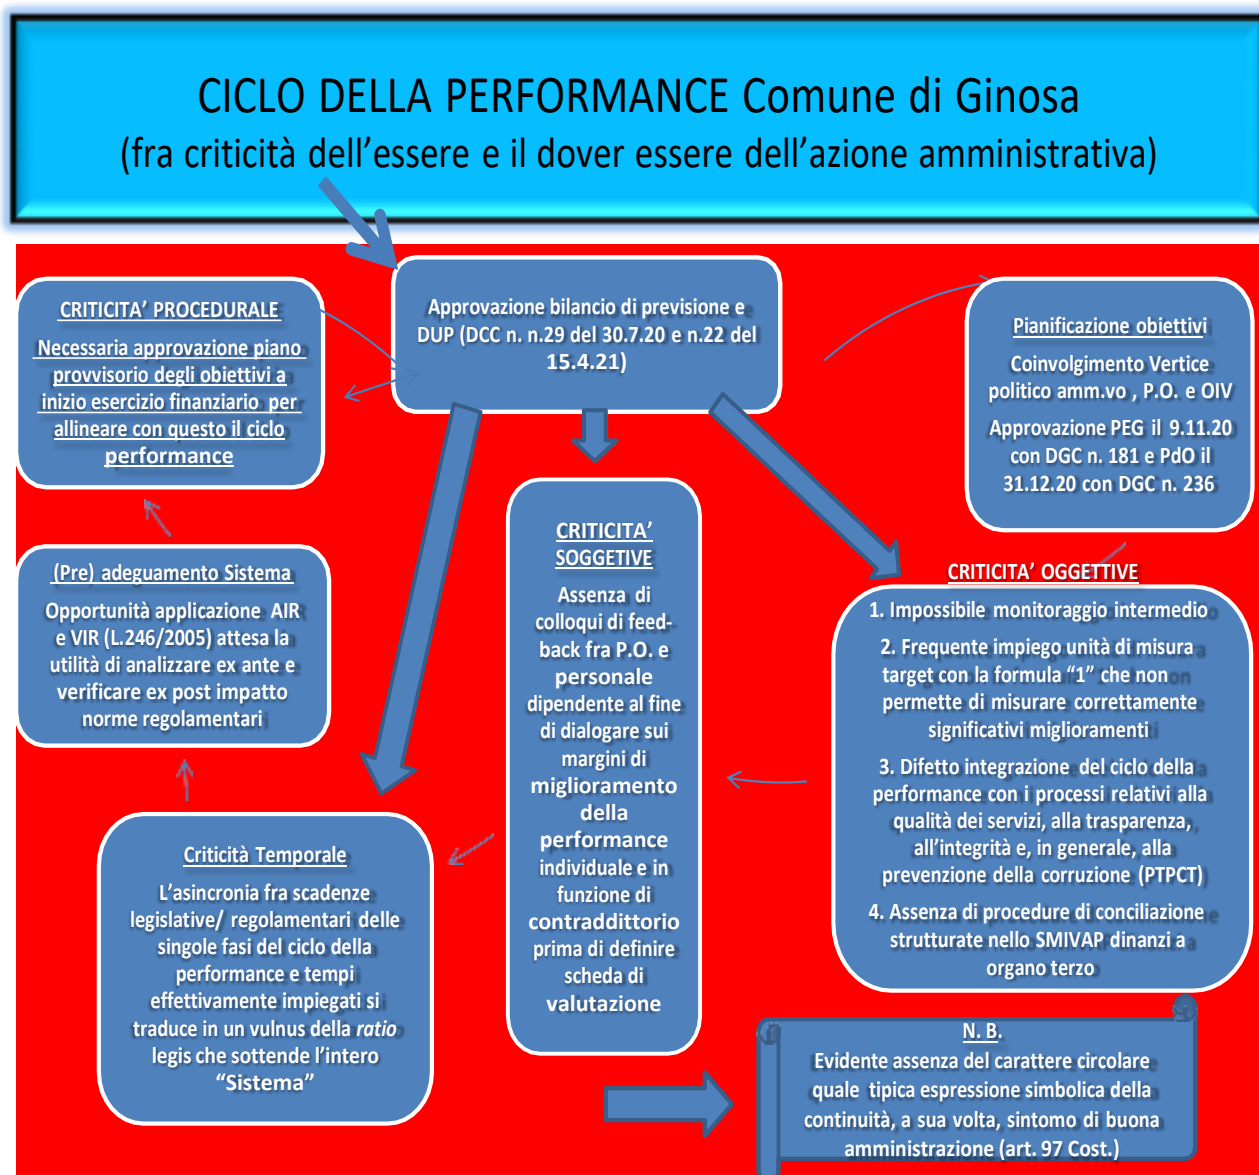 CICLO DELLA PERFORMANCE Comune di Ginosa
(fra criticità dell'essere e il dover essere dell'azione amministrativa)
Approvazione bilancio di previsione e
DUP (DCC n. n.29 del 30.7.20 e n.22 del
15.4.21)
CRITICITA' PROCEDURALE
Necessaria approvazione piano
provvisorio degli obiettivi a
inizio esercizio finanziario per
allineare con questo il ciclo
performance
Pianificazione obiettivi
Coinvolgimento Vertice
politico amm.vo , P.O. e OIV
Approvazione PEG il 9.11.20
con DGC n. 181 e PdO il
31.12.20 con DGC n. 236
(Pre) adeguamento Sistema
Opportunità applicazione AIR
e VIR (L.246/2005) attesa la
utilità di analizzare ex ante e
verificare ex post impatto
norme regolamentari
CRITICITA'
SOGGETIVE
Assenza di
colloqui di feed-
back fra P.O. e
personale
dipendente al fine
di dialogare sui
margini di
miglioramento
della
performance
individuale e in
funzione di
contraddittorio
prima di definire
scheda di
valutazione
CRITICITA' OGGETTIVE
1. Impossibile monitoraggio intermedio
2. Frequente impiego unità di misura
target con la formula "1" che non
permette di misurare correttamente
significativi miglioramenti
3. Difetto integrazione del ciclo della
performance con i processi relativi alla
qualità dei servizi, alla trasparenza,
all'integrità e, in generale, alla
prevenzione della corruzione (PTPCT)
4. Assenza di procedure di conciliazione
strutturate nello SMIVAP dinanzi a
organo terzo
Criticità Temporale
L'asincronia fra scadenze
legislative/ regolamentari delle
singole fasi del ciclo della
performance e tempi
effettivamente impiegati si
traduce in un vulnus della ratio
legis che sottende l'intero
"Sistema"
N. B.
Evidente assenza del carattere circolare
quale tipica espressione simbolica della
continuità, a sua volta, sintomo di buona
amministrazione (art. 97 Cost.)